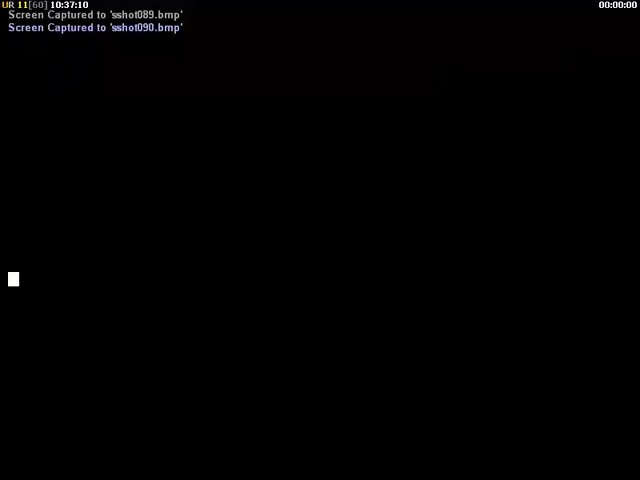 UR 11[60] 10:37:10 00:00:00
Screen Captured to 'sshot089.bmp'
Screen Captured to 'sshot090.bmp'